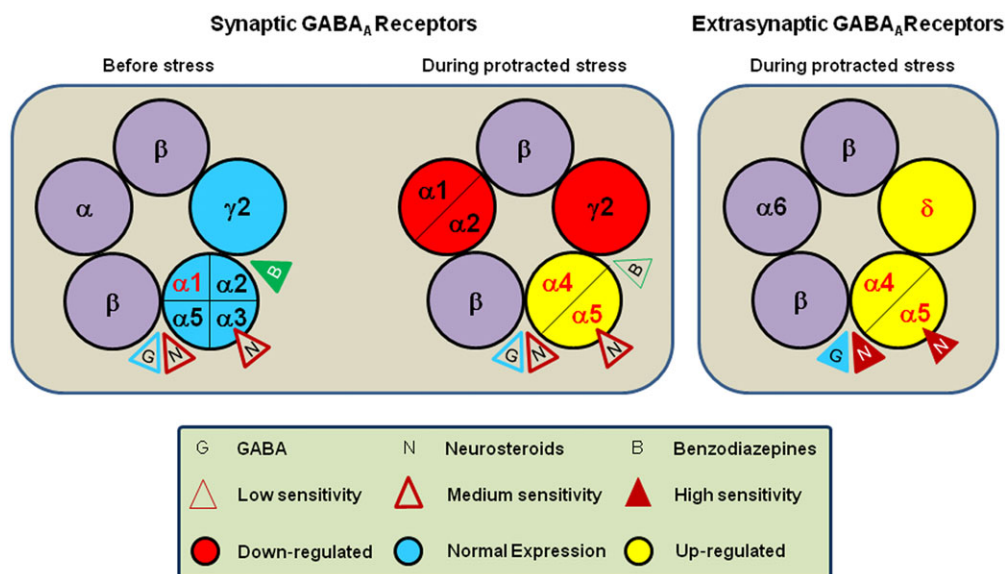 Synaptic GABAA Receptors
Extrasynaptic GABAA Receptors
Before stress
During protracted stress
During protracted stress
β
α
γ2
β
α1
α2
α5
α3
B
G
N
N
β
α1
α2
γ2
β
α4
α5
B
G
N
N
β
α6
δ
β
α4
α5
G
N
N
G GABA
N Neurosteroids
B Benzodiazepines
Low sensitivity
Medium sensitivity
High sensitivity
Down-regulated
Normal Expression
Up-regulated